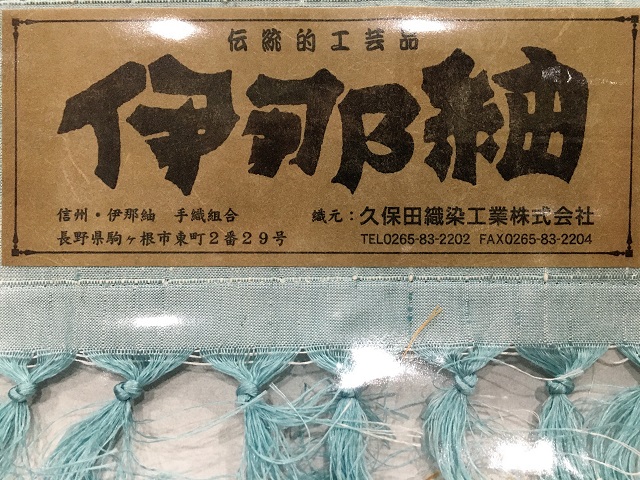 伝統的工芸品
伊那紬
信州・伊那紬 手織組合
長野県駒ヶ根市東町2番29号
織元：久保田織染工業株式会社
TEL0265-83-2202 FAX0265-83-2204